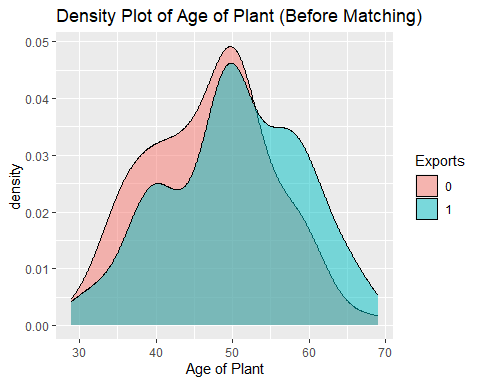 Density Plot of Age of Plant (Before Matching)
0.05
0.04
0.03
0.02
0.01
0.00
density
30 40 50 60 70
Age of Plant
Exports
0
1